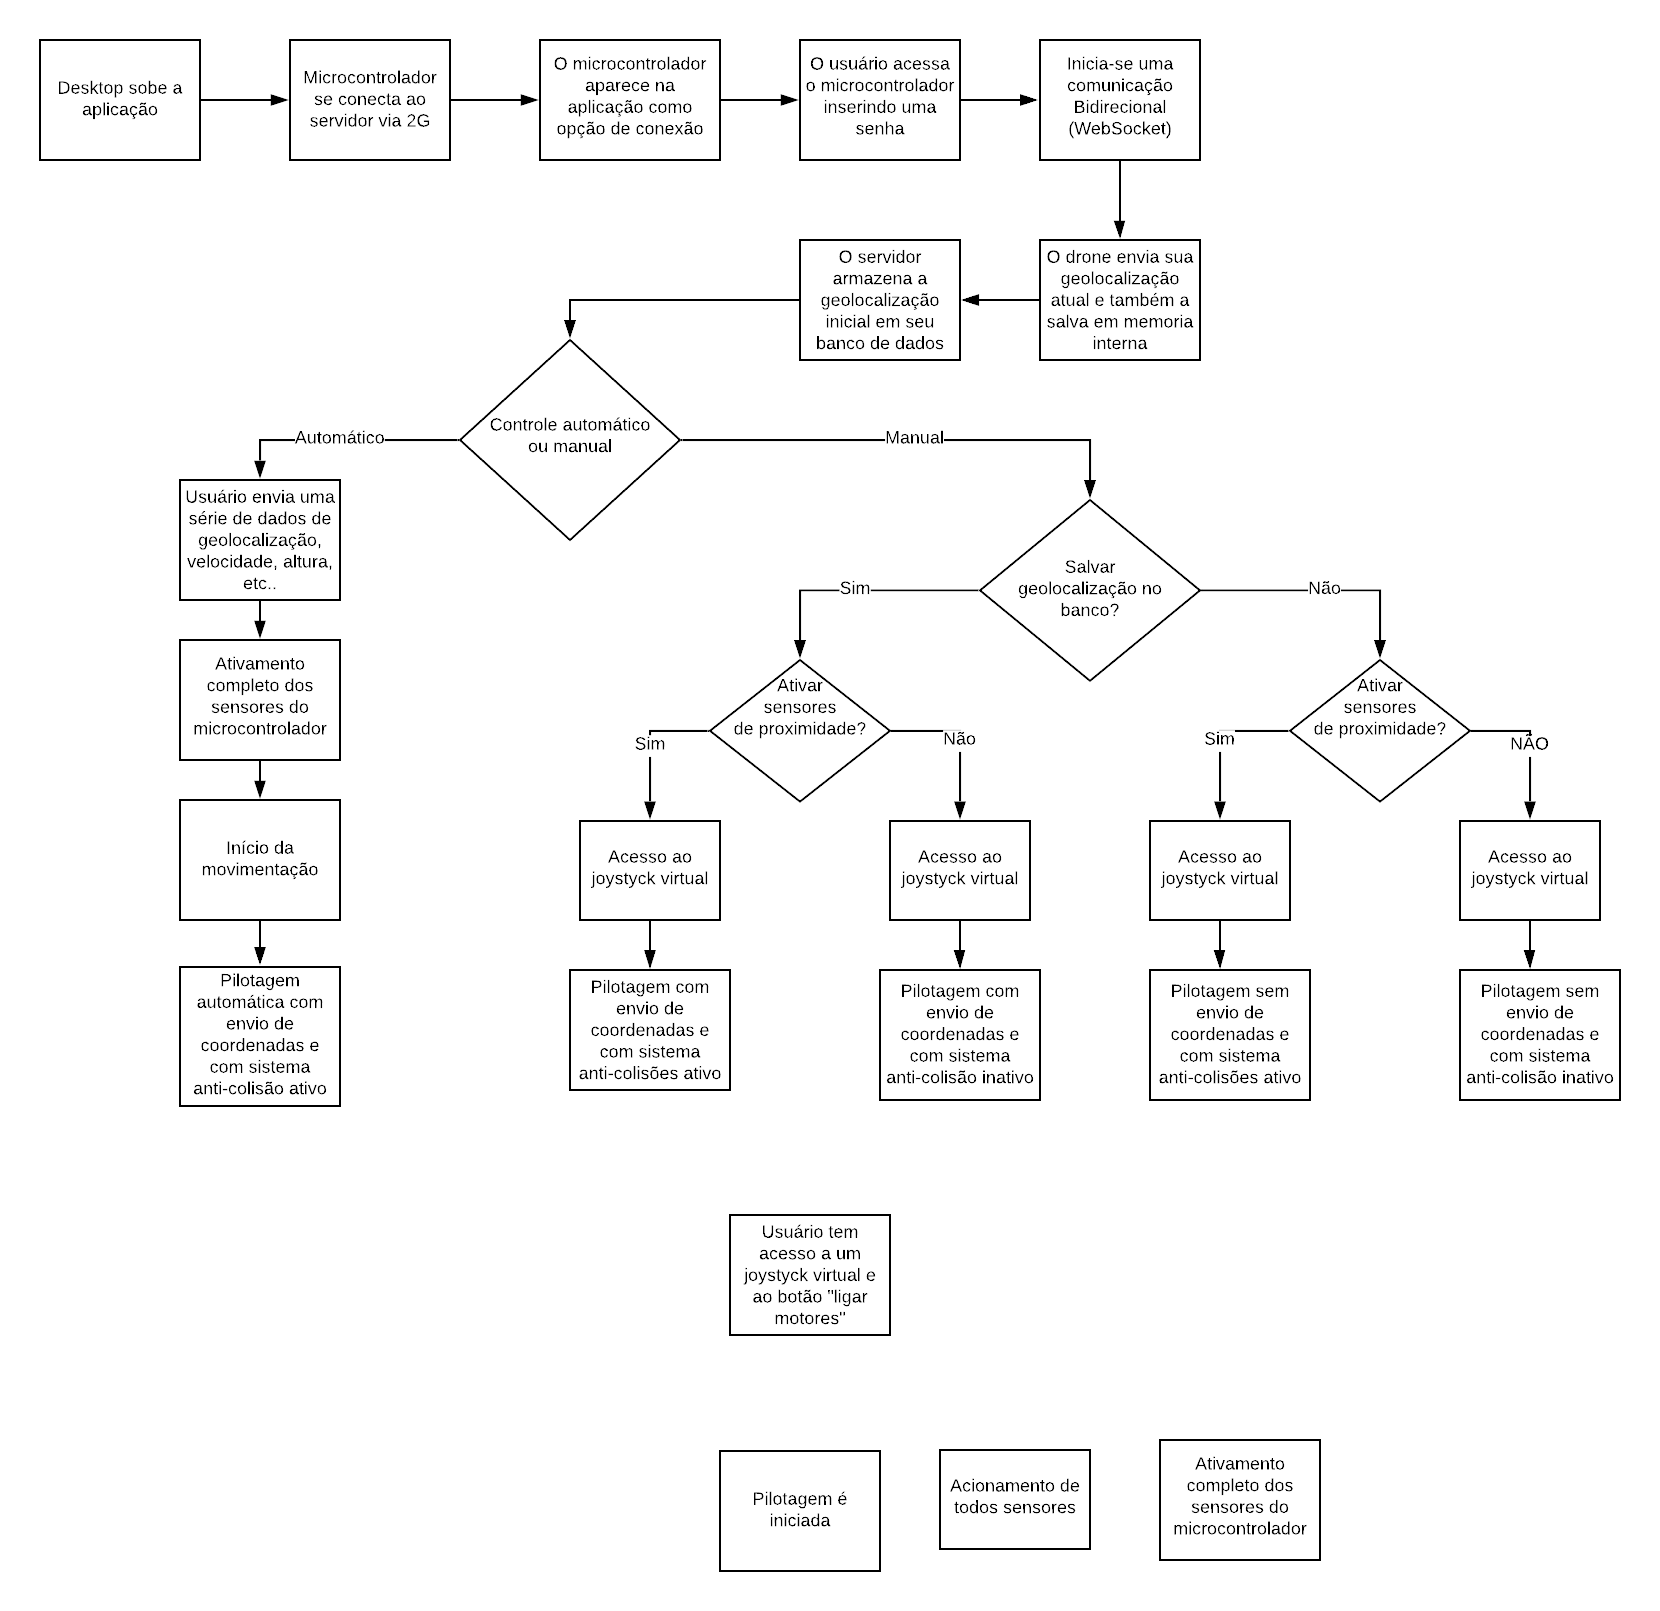 Desktop sobe a
aplicação
Microcontrolador
se conecta ao
servidor via 2G
O microcontrolador
aparece na
aplicação como
opção de conexão
O usuário acessa
o microcontrolador
inserindo uma
senha
Inicia-se uma
comunicação
Bidirecional
(WebSocket)
O servidor
armazena a
geolocalização
inicial em seu
banco de dados
O drone envia sua
geolocalização
atual e também a
salva em memoria
interna
Controle automático
ou manual
Automático
Manual
Usuário envia uma
série de dados de
geolocalização,
velocidade, altura,
etc..
Salvar
geolocalização no
banco?
Sim
Não
Ativamento
completo dos
sensores do
microcontrolador
Ativar
sensores
de proximidade?
Ativar
sensores
de proximidade?
Sim
Não
Sim
NÃO
Início da
movimentação
Acesso ao
joystyck virtual
Acesso ao
joystyck virtual
Acesso ao
joystyck virtual
Acesso ao
joystyck virtual
Pilotagem
automática com
envio de
coordenadas e
com sistema
anti-colisão ativo
Pilotagem com
envio de
coordenadas e
com sistema
anti-colisões ativo
Pilotagem com
envio de
coordenadas e
com sistema
anti-colisão inativo
Pilotagem sem
envio de
coordenadas e
com sistema
anti-colisões ativo
Pilotagem sem
envio de
coordenadas e
com sistema
anti-colisão inativo
Usuário tem
acesso a um
joystyck virtual e
ao botão "ligar
motores"
Pilotagem é
iniciada
Acionamento de
todos sensores
Ativamento
completo dos
sensores do
microcontrolador